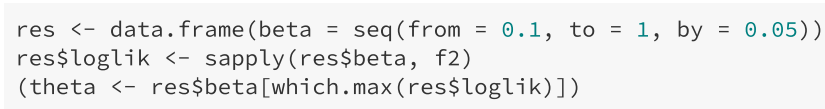 res <- data.frame(beta = seq(from = 0.1, to = 1, by = 0.05))
res$loglik <- sapply(res$beta, f2)
(theta <- res$beta[which.max(res$loglik)])